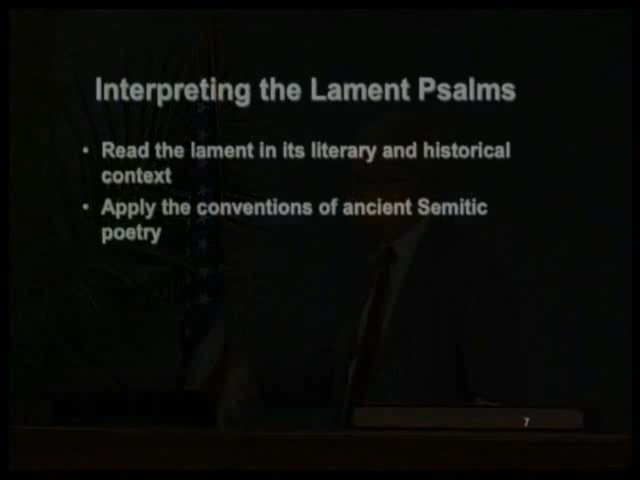 Interpreting the Lament Psalms
• Read the lament in its literary and historical
context
• Apply the conventions of ancient Semitic
poetry
7